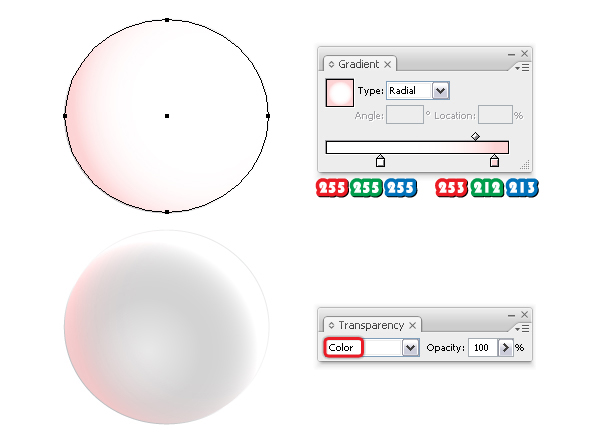 Gradient
Type: Radial
Angle: ° Location: %
255 255 255 253 212 213
Transparency
Color Opacity: 100 %